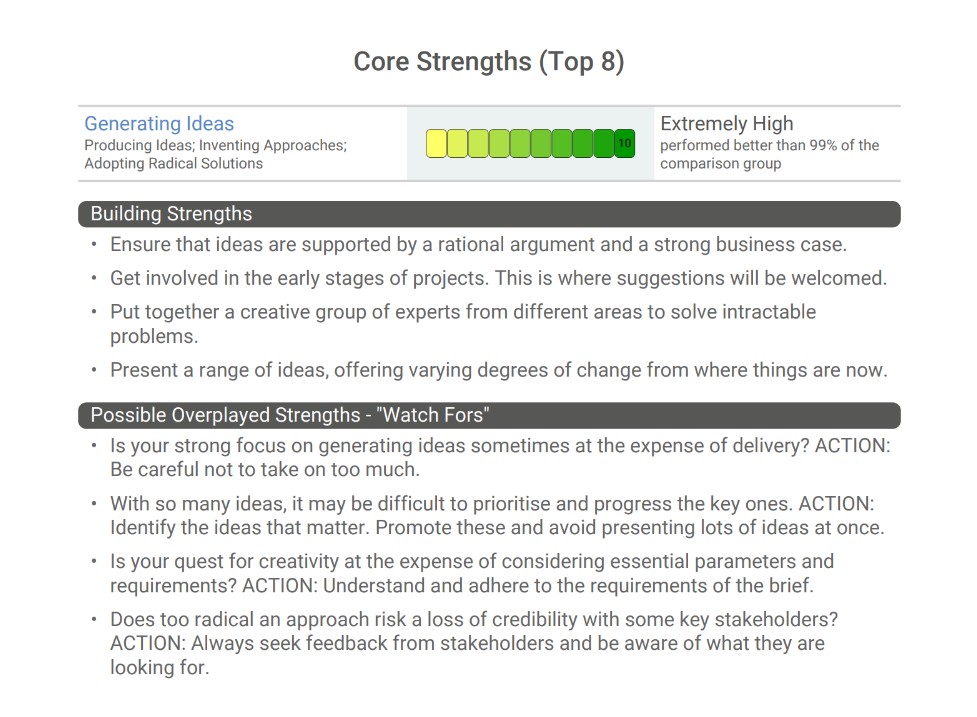 Core Strengths (Top 8)
Generating Ideas
Producing Ideas; Inventing Approaches;
Adopting Radical Solutions
10
Extremely High
performed better than 99% of the
comparison group
Building Strengths
• Ensure that ideas are supported by a rational argument and a strong business case.
• Get involved in the early stages of projects. This is where suggestions will be welcomed.
• Put together a creative group of experts from different areas to solve intractable
problems.
• Present a range of ideas, offering varying degrees of change from where things are now.
Possible Overplayed Strengths - "Watch Fors"
• Is your strong focus on generating ideas sometimes at the expense of delivery? ACTION:
Be careful not to take on too much.
• With so many ideas, it may be difficult to prioritise and progress the key ones. ACTION:
Identify the ideas that matter. Promote these and avoid presenting lots of ideas at once.
• Is your quest for creativity at the expense of considering essential parameters and
requirements? ACTION: Understand and adhere to the requirements of the brief.
• Does too radical an approach risk a loss of credibility with some key stakeholders?
ACTION: Always seek feedback from stakeholders and be aware of what they are
looking for.